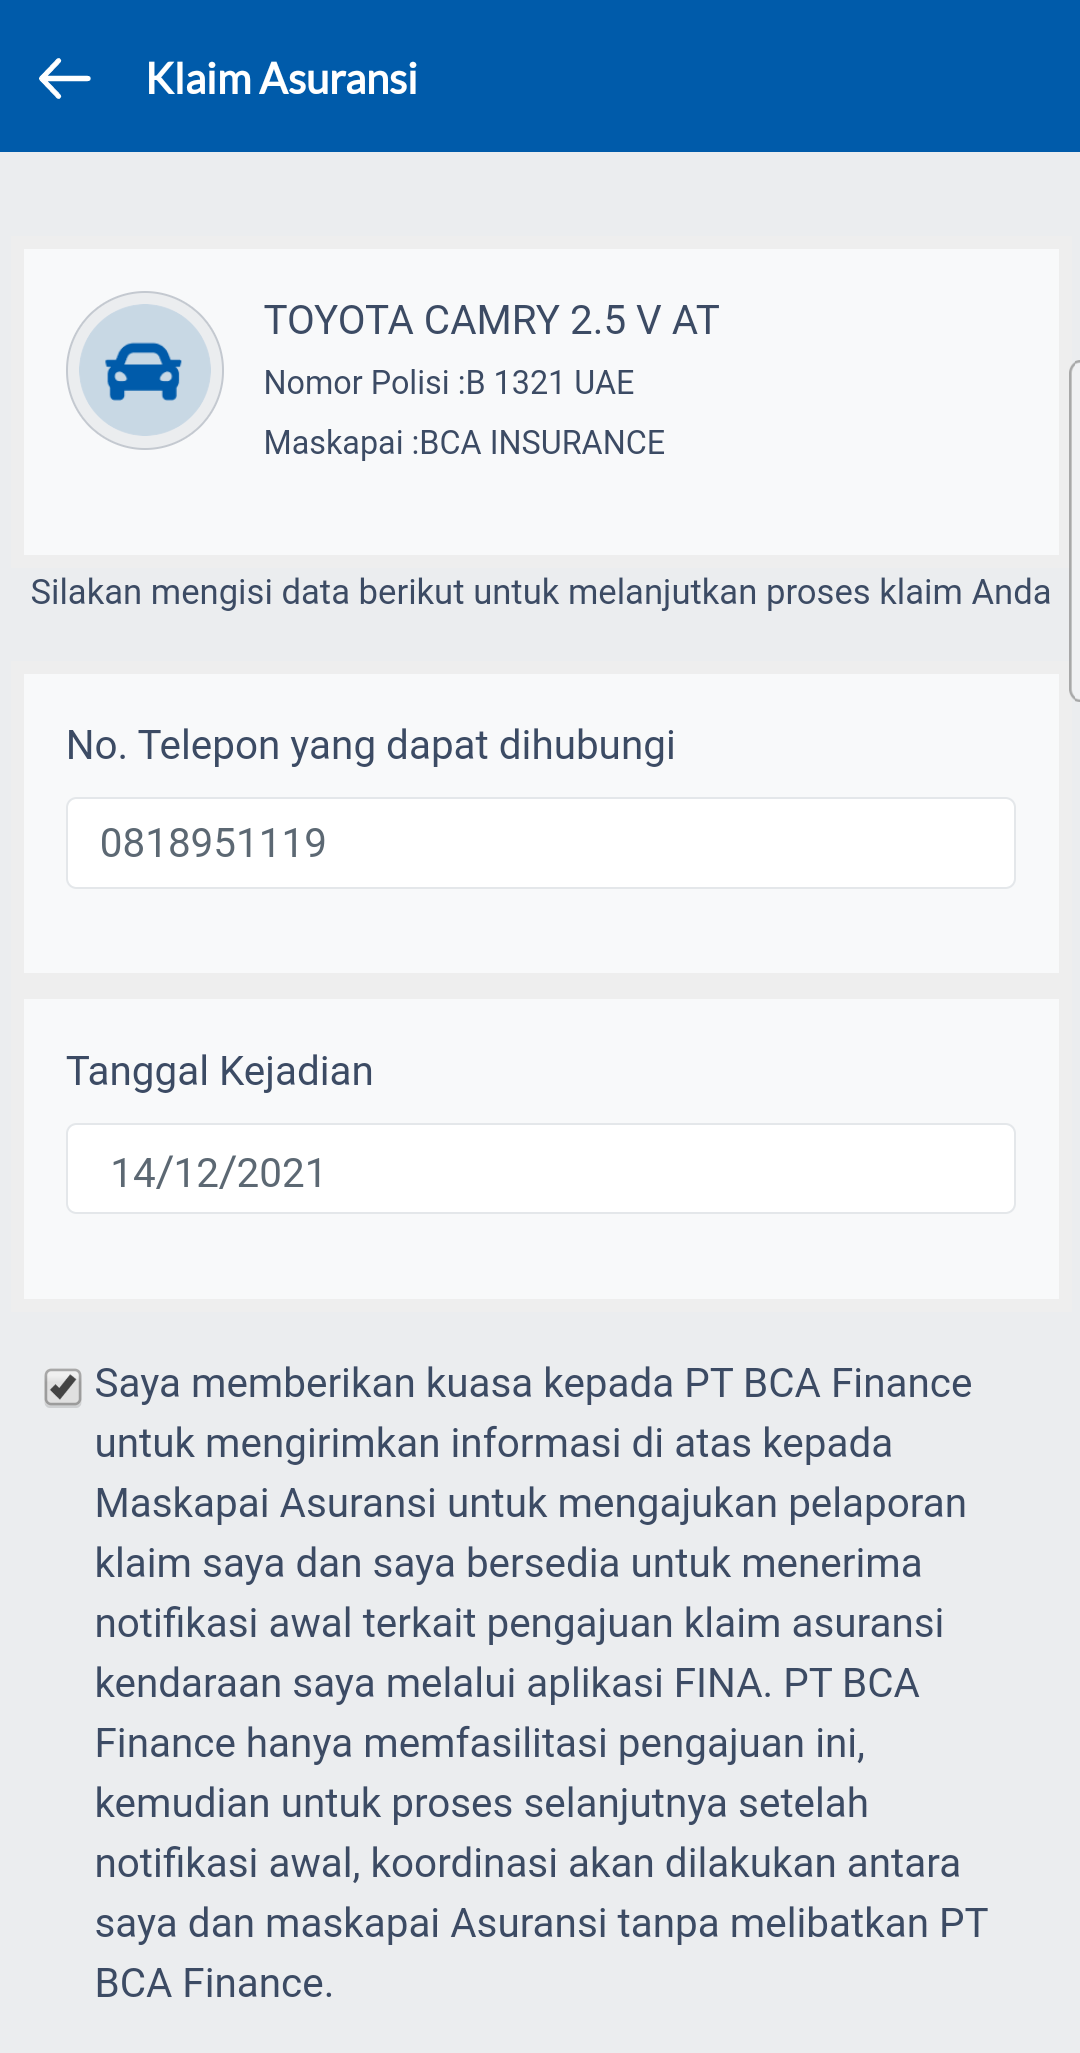 Klaim Asuransi
TOYOTA CAMRY 2.5 V AT
Nomor Polisi :B 1321 UAE
Maskapai :BCA INSURANCE
Silakan mengisi data berikut untuk melanjutkan proses klaim Anda
No. Telepon yang dapat dihubungi
0818951119
Tanggal Kejadian
14/12/2021
Saya memberikan kuasa kepada PT BCA Finance
untuk mengirimkan informasi di atas kepada
Maskapai Asuransi untuk mengajukan pelaporan
klaim saya dan saya bersedia untuk menerima
notifikasi awal terkait pengajuan klaim asuransi
kendaraan saya melalui aplikasi FINA. PT BCA
Finance hanya memfasilitasi pengajuan ini,
kemudian untuk proses selanjutnya setelah
notifikasi awal, koordinasi akan dilakukan antara
saya dan maskapai Asuransi tanpa melibatkan PT
BCA Finance.